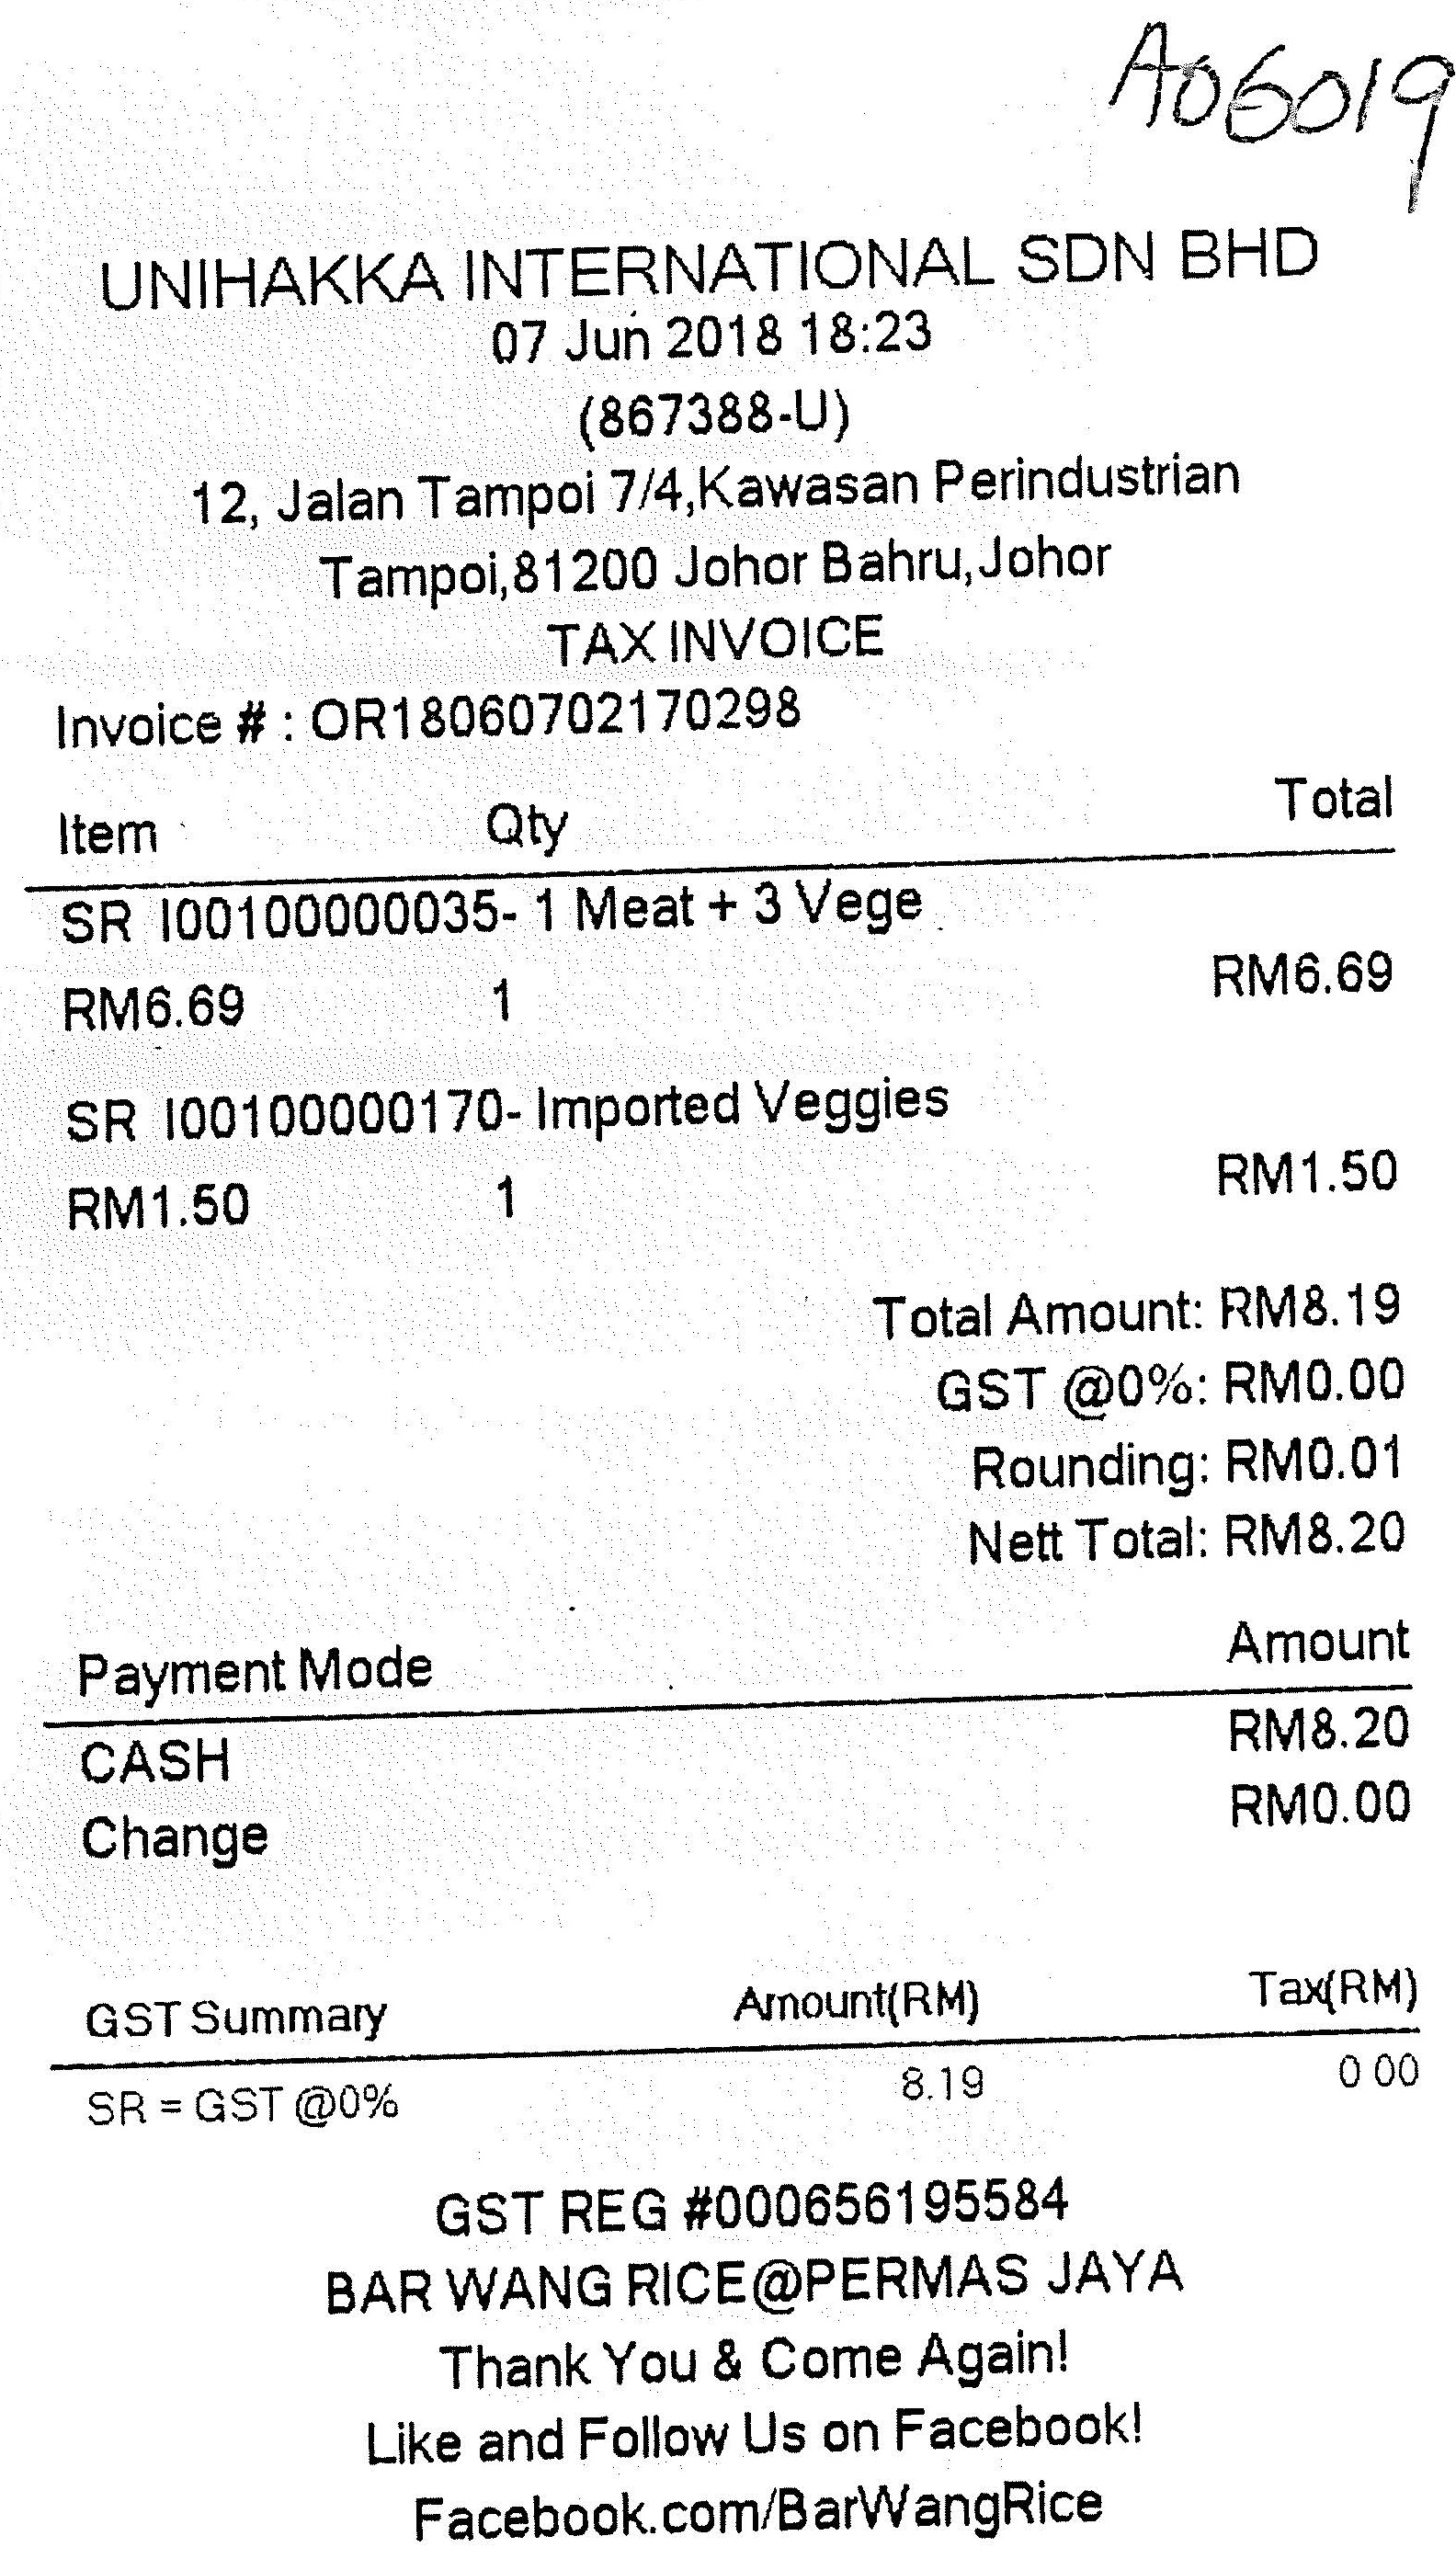 A06019
UNIHAKKA INTERNATIONAL SDN BHD
07 Jun 2018 18:23
(867388-U)
12, Jalan Tampoi 7/4,Kawasan Perindustrian
Tampoi,81200 Johor Bahru,Johor
TAX INVOICE
Invoice # : OR18060702170298
Item Qty Total
SR I00100000035- 1 Meat + 3 Vege
RM6.69 1 RM6.69
SR I00100000170- Imported Veggies
RM1.50 1 RM1.50
Total Amount: RM8.19
GST @0%: RM0.00
Rounding: RM0.01
Nett Total: RM8.20
Payment Mode Amount
CASH RM8.20
Change RM0.00
GST Summary Amount(RM) Tax(RM)
SR = GST @0% 8.19 0 00
GST REG #000656195584
BAR WANG RICE@PERMAS JAYA
Thank You & Come Again!
Like and Follow Us on Facebook!
Facebook.com/BarWangRice